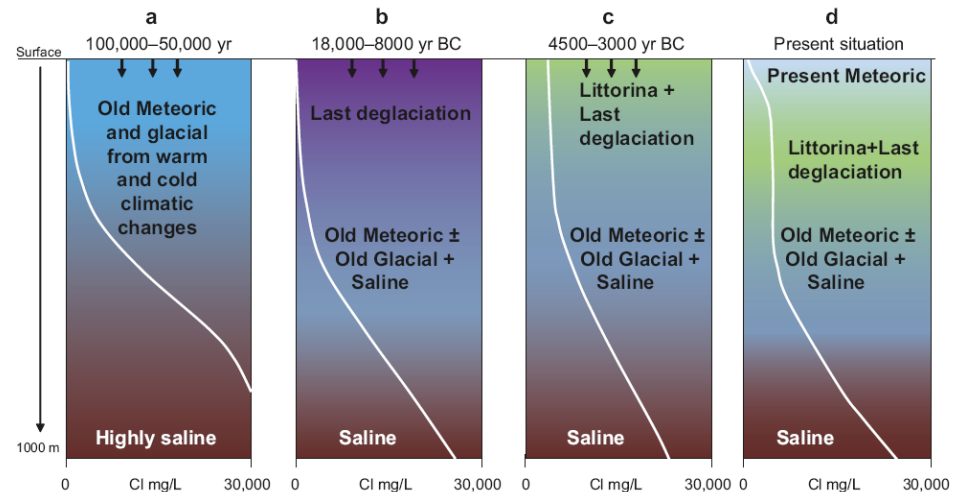 a
100,000–50,000 yr
b
18,000–8000 yr BC
c
4500–3000 yr BC
d
Present situation
Surface
1000 m
Old Meteoric
and glacial
from warm
and cold
climatic
changes
Highly saline
0
Cl mg/L
30,000
Last deglaciation
Old Meteoric ±
Old Glacial +
Saline
Saline
0
Cl mg/L
30,000
Littorina +
Last
deglaciation
Old Meteoric ±
Old Glacial +
Saline
Saline
0
Cl mg/L
30,000
Present Meteoric
Littorina+Last
deglaciation
Old Meteoric ±
Old Glacial +
Saline
Saline
0
Cl mg/L
30,000